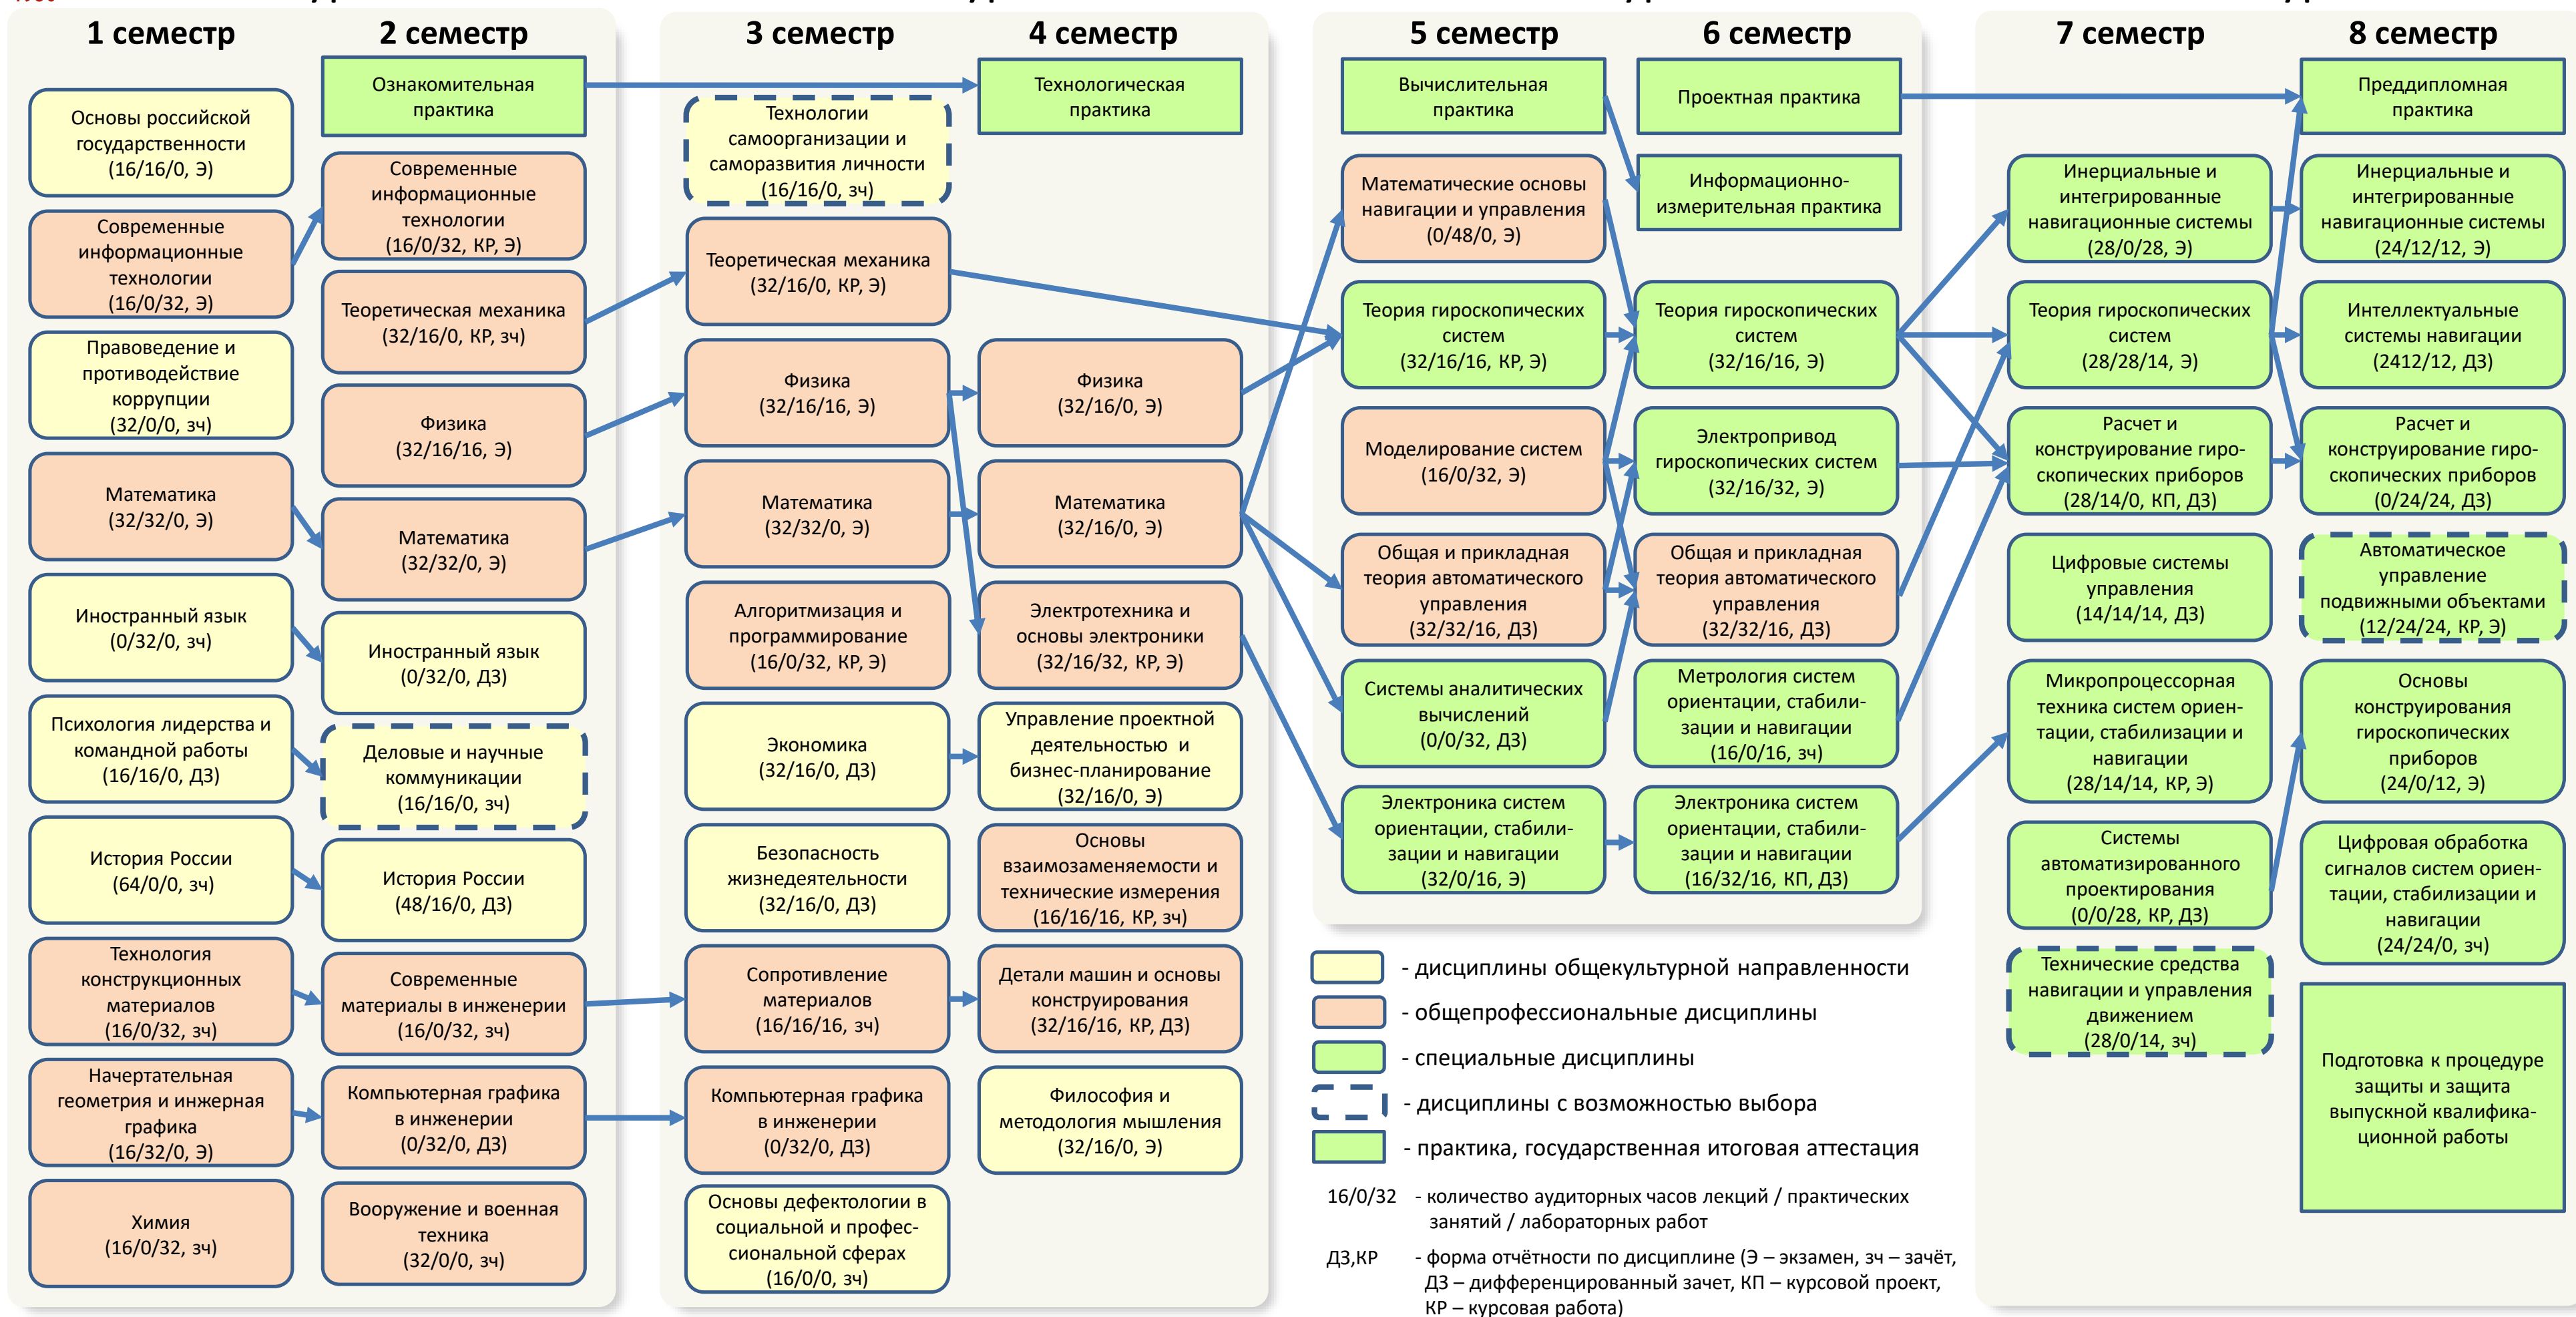 1 семестр
Основы российской
государственности
(16/16/0, Э)
Современные
информационные
технологии
(16/0/32, Э)
Правоведение и
противодействие
коррупции
(32/0/0, зч)
Математика
(32/32/0, Э)
Иностранный язык
(0/32/0, зч)
Психология лидерства и
командной работы
(16/16/0, ДЗ)
История России
(64/0/0, зч)
Технология
конструкционных
материалов
(16/0/32, зч)
Начертательная
геометрия и инжерная
графика
(16/32/0, Э)
Химия
(16/0/32, зч)
2 семестр
Ознакомительная
практика
Современные
информационные
технологии
(16/0/32, КР, Э)
Теоретическая механика
(32/16/0, КР, зч)
Физика
(32/16/16, Э)
Математика
(32/32/0, Э)
Иностранный язык
(0/32/0, ДЗ)
Деловые и научные
коммуникации
(16/16/0, зч)
История России
(48/16/0, ДЗ)
Современные
материалы в инженерии
(16/0/32, зч)
Компьютерная графика
в инженерии
(0/32/0, ДЗ)
Вооружение и военная
техника
(32/0/0, зч)
3 семестр
Технологии
самоорганизации и
саморазвития личности
(16/16/0, зч)
Теоретическая механика
(32/16/0, КР, Э)
Физика
(32/16/16, Э)
Математика
(32/32/0, Э)
Алгоритмизация и
программирование
(16/0/32, КР, Э)
Экономика
(32/16/0, ДЗ)
Безопасность
жизнедеятельности
(32/16/0, ДЗ)
Сопротивление
материалов
(16/16/16, зч)
Компьютерная графика
в инженерии
(0/32/0, ДЗ)
Основы дефектологии в
социальной и профес-
сиональной сферах
(16/0/0, зч)
4 семестр
Технологическая
практика
Физика
(32/16/0, Э)
Математика
(32/16/0, Э)
Электротехника и
основы электроники
(32/16/32, КР, Э)
Управление проектной
деятельностью и
бизнес-планирование
(32/16/0, Э)
Основы
взаимозаменяемости и
технические измерения
(16/16/16, КР, зч)
Детали машин и основы
конструирования
(32/16/16, КР, ДЗ)
Философия и
методология мышления
(32/16/0, Э)
5 семестр
Вычислительная
практика
Математические основы
навигации и управления
(0/48/0, Э)
Теория гироскопических
систем
(32/16/16, КР, Э)
Моделирование систем
(16/0/32, Э)
Общая и прикладная
теория автоматического
управления
(32/32/16, ДЗ)
Системы аналитических
вычислений
(0/0/32, ДЗ)
Электроника систем
ориентации, стабили-
зации и навигации
(32/0/16, Э)
6 семестр
Проектная практика
Информационно-
измерительная практика
Теория гироскопических
систем
(32/16/16, Э)
Электропривод
гироскопических систем
(32/16/32, Э)
Общая и прикладная
теория автоматического
управления
(32/32/16, ДЗ)
Метрология систем
ориентации, стабили-
зации и навигации
(16/0/16, зч)
Электроника систем
ориентации, стабили-
зации и навигации
(16/32/16, КП, ДЗ)
7 семестр
Инерциальные и
интегрированные
навигационные системы
(28/0/28, Э)
Теория гироскопических
систем
(28/28/14, Э)
Расчет и
конструирование гиро-
скопических приборов
(28/14/0, КП, ДЗ)
Цифровые системы
управления
(14/14/14, ДЗ)
Микропроцессорная
техника систем ориен-
тации, стабилизации и
навигации
(28/14/14, КР, Э)
Системы
автоматизированного
проектирования
(0/0/28, КР, ДЗ)
Технические средства
навигации и управления
движением
(28/0/14, зч)
8 семестр
Преддипломная
практика
Инерциальные и
интегрированные
навигационные системы
(24/12/12, Э)
Интеллектуальные
системы навигации
(2412/12, ДЗ)
Расчет и
конструирование гиро-
скопических приборов
(0/24/24, ДЗ)
Автоматическое
управление
подвижными объектами
(12/24/24, КР, Э)
Основы
конструирования
гироскопических
приборов
(24/0/12, Э)
Цифровая обработка
сигналов систем ориен-
тации, стабилизации и
навигации
(24/24/0, зч)
Подготовка к процедуре
защиты и защита
выпускной квалифика-
ционной работы
- дисциплины общекультурной направленности
- общепрофессиональные дисциплины
- специальные дисциплины
- дисциплины с возможностью выбора
- практика, государственная итоговая аттестация
16/0/32 - количество аудиторных часов лекций / практических
занятий / лабораторных работ
ДЗ,КР - форма отчётности по дисциплине (Э – экзамен, зч – зачёт,
ДЗ – дифференцированный зачет, КП – курсовой проект,
КР – курсовая работа)